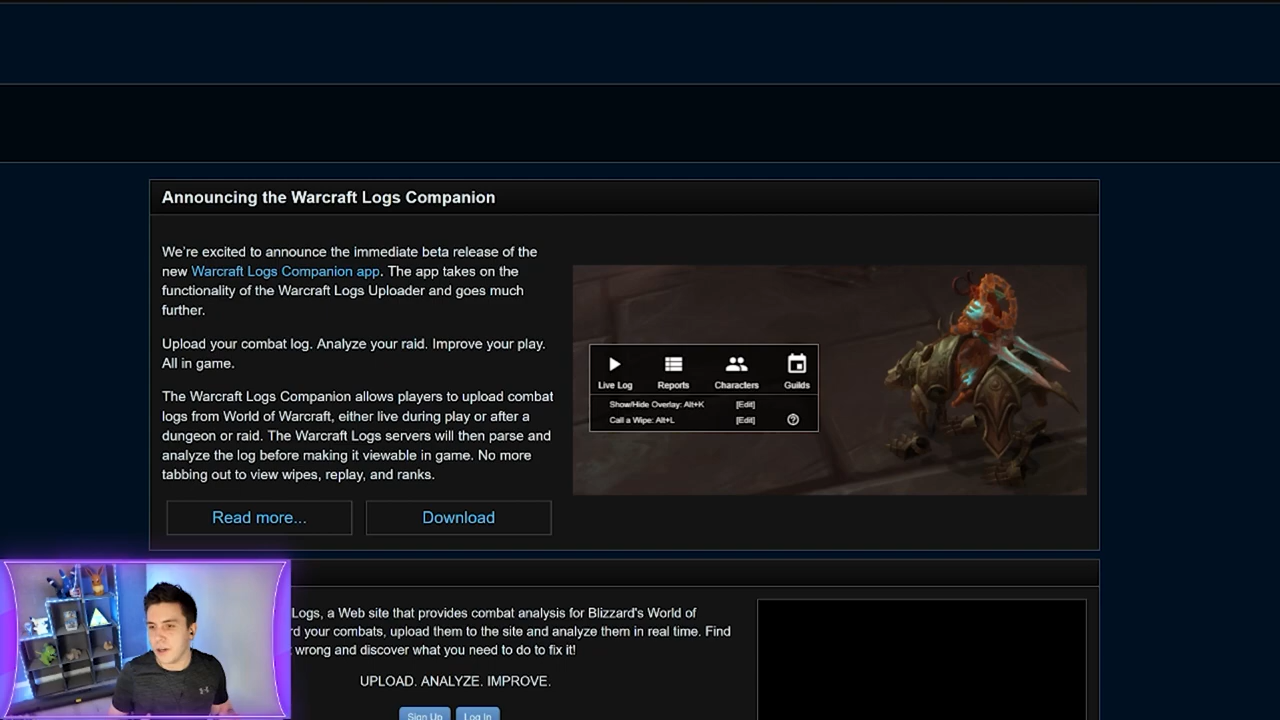 Announcing the Warcraft Logs Companion
We're excited to announce the immediate beta release of the
new Warcraft Logs Companion app. The app takes on the
functionality of the Warcraft Logs Uploader and goes much
further.
Upload your combat log. Analyze your raid. Improve your play.
All in game.
The Warcraft Logs Companion allows players to upload combat
logs from World of Warcraft, either live during play or after a
dungeon or raid. The Warcraft Logs servers will then parse and
analyze the log before making it viewable in game. No more
tabbing out to view wipes, replay, and ranks.
Read more... Download
Live Log Reports Characters Guilds
Show/Hide Overlay: Alt+K [Edit]
Call a Wipe: Alt+L [Edit]
Logs, a Web site that provides combat analysis for Blizzard's World of
rd your combats, upload them to the site and analyze them in real time. Find
wrong and discover what you need to do to fix it!
UPLOAD. ANALYZE. IMPROVE.
Sign Up Log In